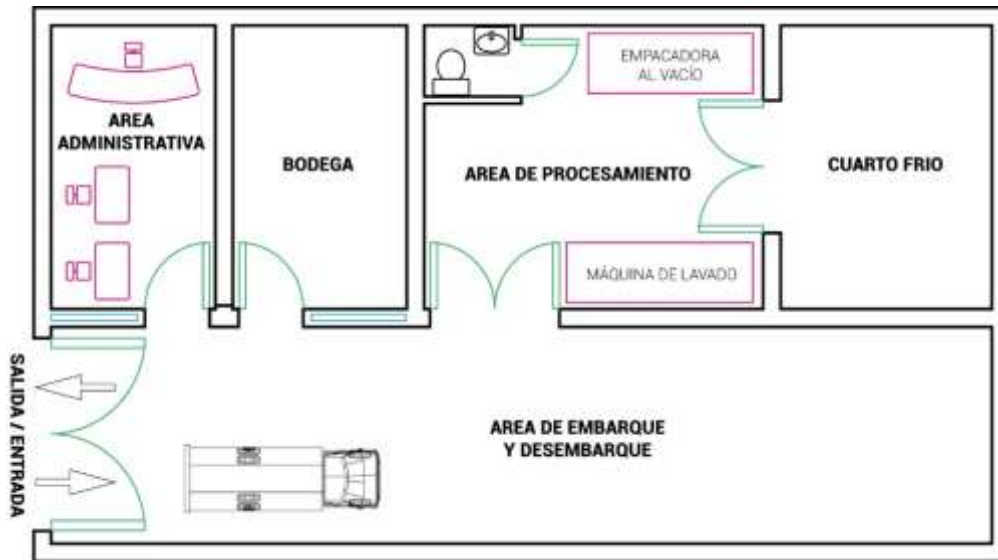 EMPACADORA
AL VACÍO
AREA
ADMINISTRATIVA
BODEGA
AREA DE PROCESAMIENTO
CUARTO FRIO
MÁQUINA DE LAVADO
SALIDA / ENTRADA
AREA DE EMBARQUE
Y DESEMBARQUE